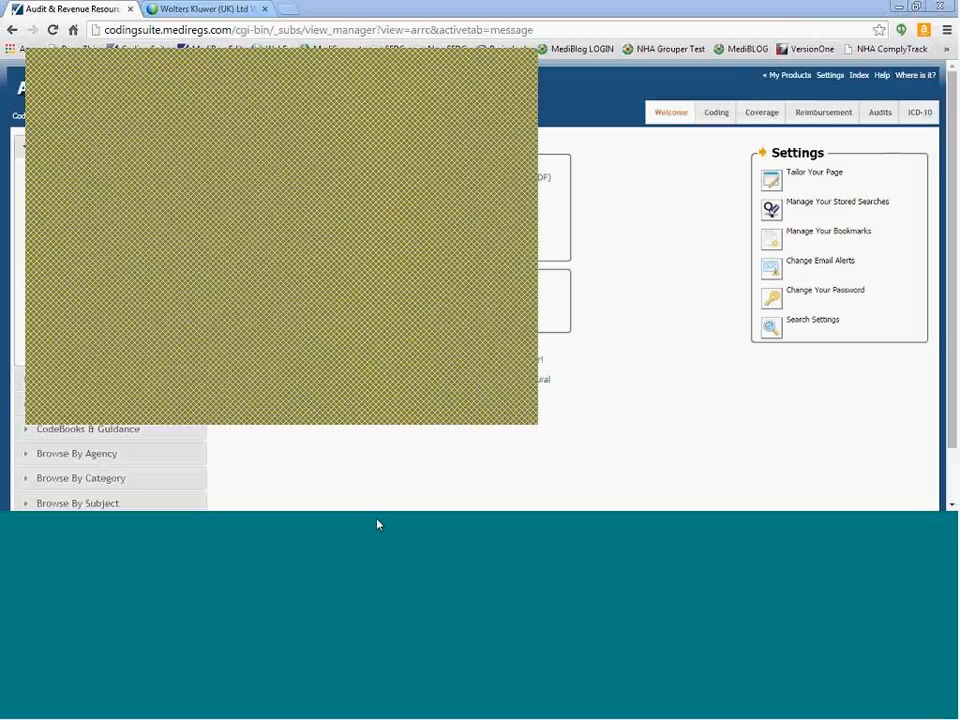 Audit & Revenue Resourc
Wolters Kluwer (UK) Ltd
codingsuite.mediregs.com/cgi-bin/_subs/view_manager?view=arrc&activetab=message
MediBlog LOGIN
NHA Grouper Test
MediBLOG
VersionOne
NHA ComplyTrack
»
« My Products
Settings
Index
Help
Where is it?
Welcome
Coding
Coverage
Reimbursement
Audits
ICD-10
Settings
Tailor Your Page
Manage Your Stored Searches
Manage Your Bookmarks
Change Email Alerts
Change Your Password
Search Settings
CodeBooks & Guidance
Browse By Agency
Browse By Category
Browse By Subject